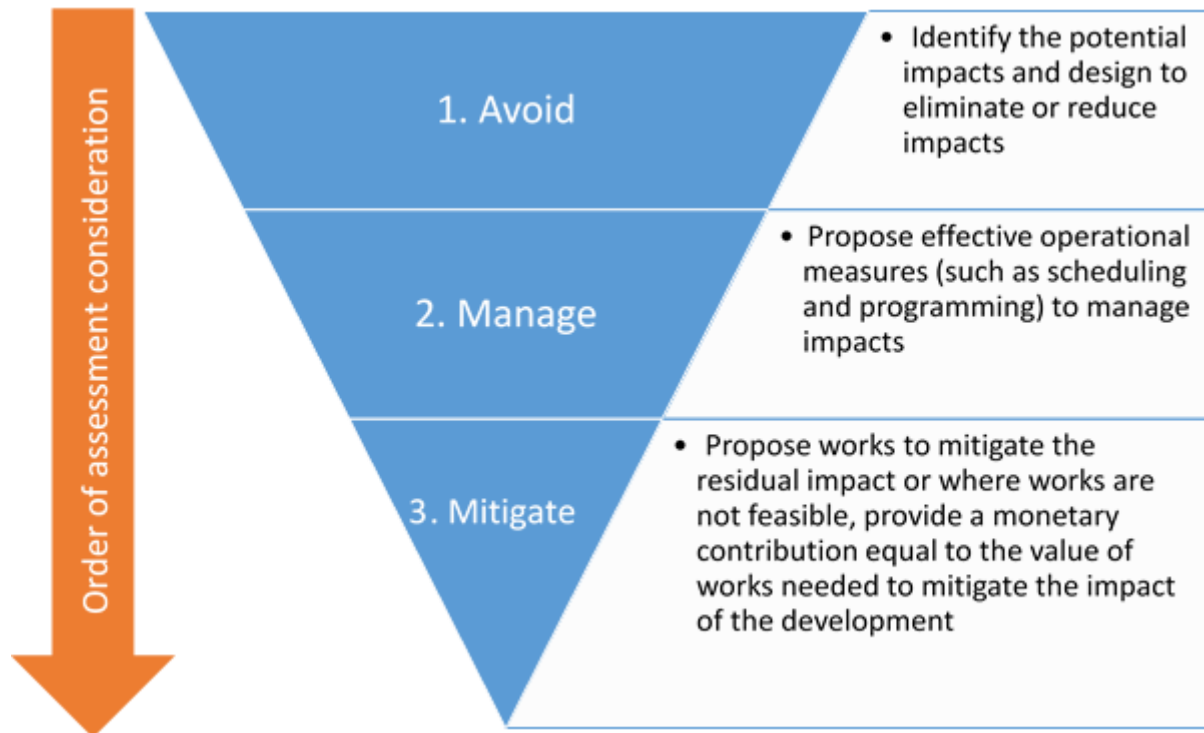 Order of assessment consideration
1. Avoid
• Identify the potential
impacts and design to
eliminate or reduce
impacts
2. Manage
• Propose effective operational
measures (such as scheduling
and programming) to manage
impacts
3. Mitigate
• Propose works to mitigate the
residual impact or where works are
not feasible, provide a monetary
contribution equal to the value of
works needed to mitigate the impact
of the development